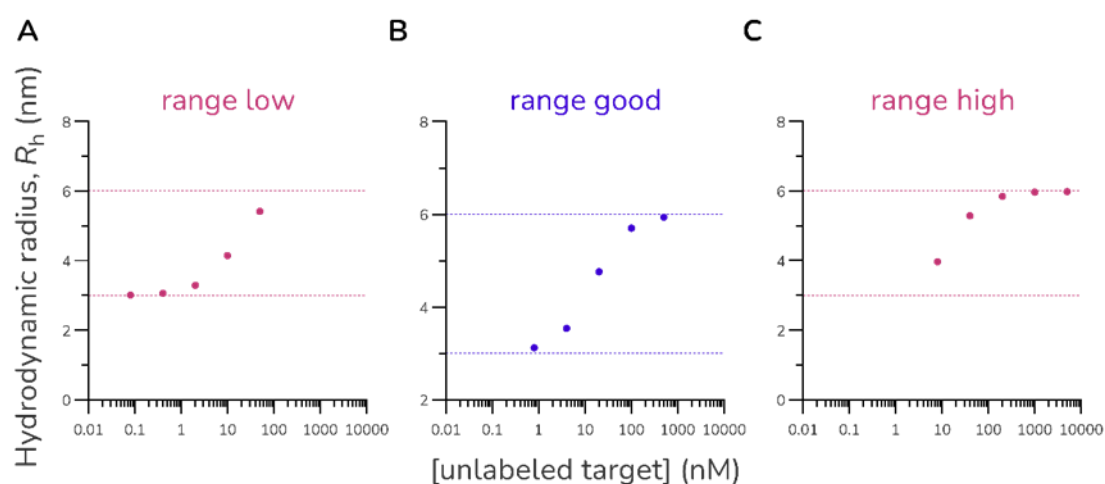 A
B
C
range low
range good
range high
Hydrodynamic radius, Rh (nm)
8
6
4
2
0
0.01 0.1 1 10 100 1000 10000
8
6
4
2
0.01 0.1 1 10 100 1000 10000
8
6
4
2
0
0.01 0.1 1 10 100 1000 10000
[unlabeled target] (nM)